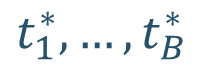 t₁*, …, t_B*